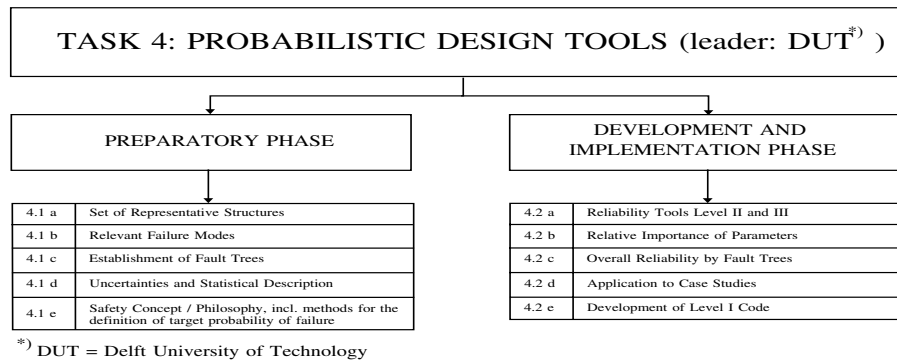 TASK 4: PROBABILISTIC DESIGN TOOLS (leader: DUT*) )
PREPARATORY PHASE
4.1 a Set of Representative Structures
4.1 b Relevant Failure Modes
4.1 c Establishment of Fault Trees
4.1 d Uncertainties and Statistical Description
4.1 e Safety Concept / Philosophy, incl. methods for the
definition of target probability of failure
DEVELOPMENT AND
IMPLEMENTATION PHASE
4.2 a Reliability Tools Level II and III
4.2 b Relative Importance of Parameters
4.2 c Overall Reliability by Fault Trees
4.2 d Application to Case Studies
4.2 e Development of Level I Code
*) DUT = Delft University of Technology